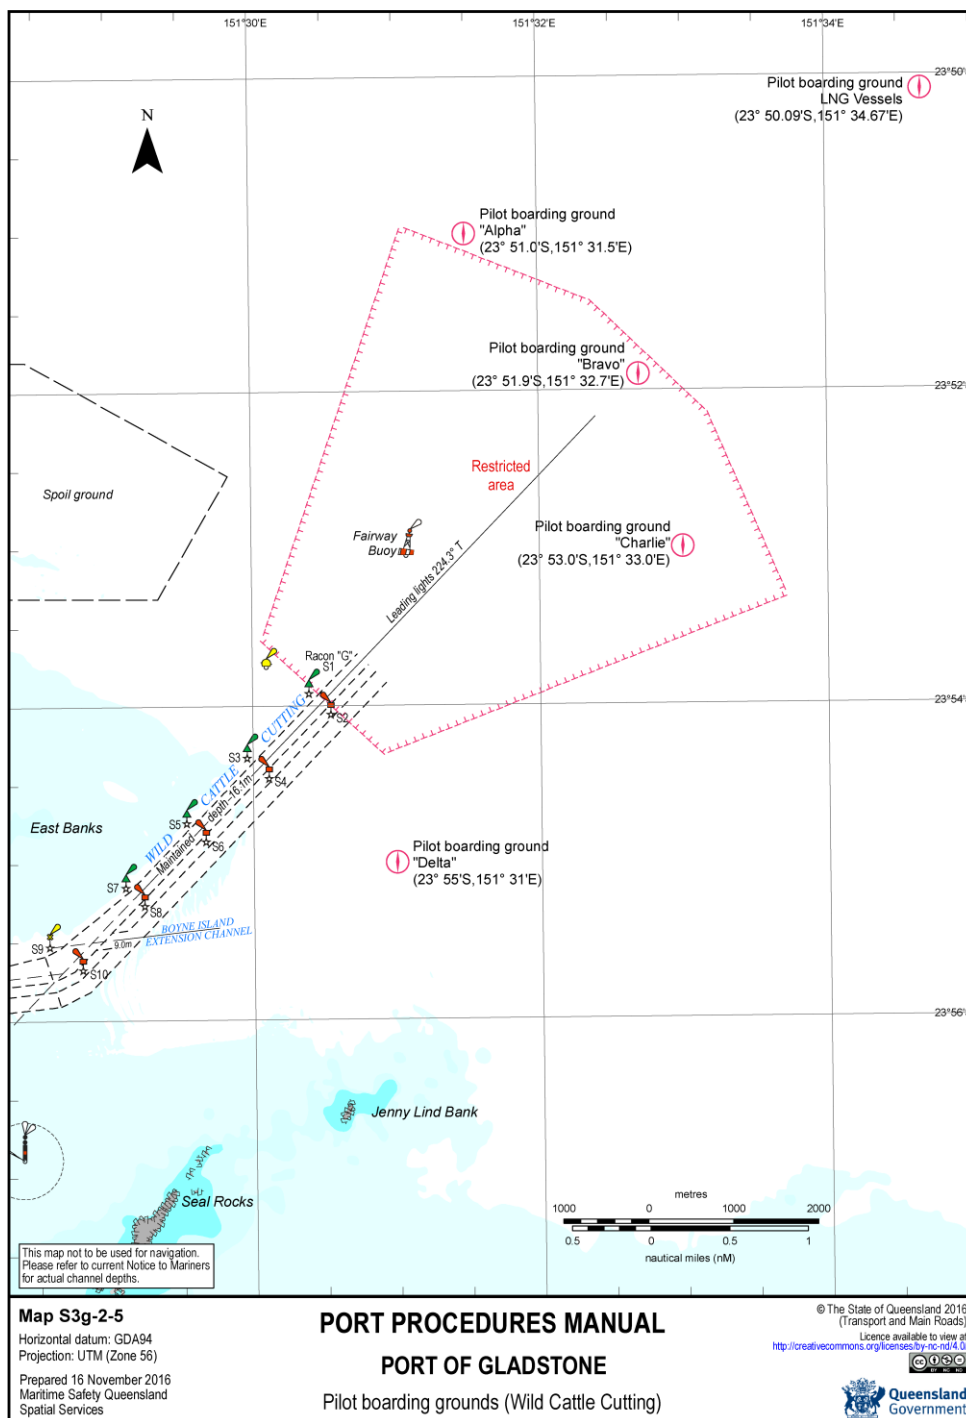 151°30'E
151°32'E
151°34'E
23°50'
Pilot boarding ground
LNG Vessels
(23° 50.09'S,151° 34.67'E)
N
Pilot boarding ground
"Alpha"
(23° 51.0'S,151° 31.5'E)
Pilot boarding ground
"Bravo"
(23° 51.9'S,151° 32.7'E)
23°52'
Restricted
area
Spoil ground
Fairway
Buoy
Leading lights 224.3° T
Pilot boarding ground
"Charlie"
(23° 53.0'S,151° 33.0'E)
Racon "G"
S1
23°54'
S2
WILD CATTLE CUTTING
S3
S4
Maintained depth–16.1m
S5
S6
East Banks
Pilot boarding ground
"Delta"
(23° 55'S,151° 31'E)
S7
S8
BOYNE ISLAND
EXTENSION CHANNEL
9.0m
S9
S10
23°56'
Jenny Lind Bank
Seal Rocks
metres
1000 0 1000 2000
0.5 0 0.5 1
nautical miles (nM)
This map not to be used for navigation.
Please refer to current Notice to Mariners
for actual channel depths.
Map S3g-2-5
Horizontal datum: GDA94
Projection: UTM (Zone 56)
Prepared 16 November 2016
Maritime Safety Queensland
Spatial Services
PORT PROCEDURES MANUAL
PORT OF GLADSTONE
Pilot boarding grounds (Wild Cattle Cutting)
© The State of Queensland 2016
(Transport and Main Roads)
Licence available to view at
http://creativecommons.org/licenses/by-nc-nd/4.0/
cc
BY NC ND
Queensland
Government